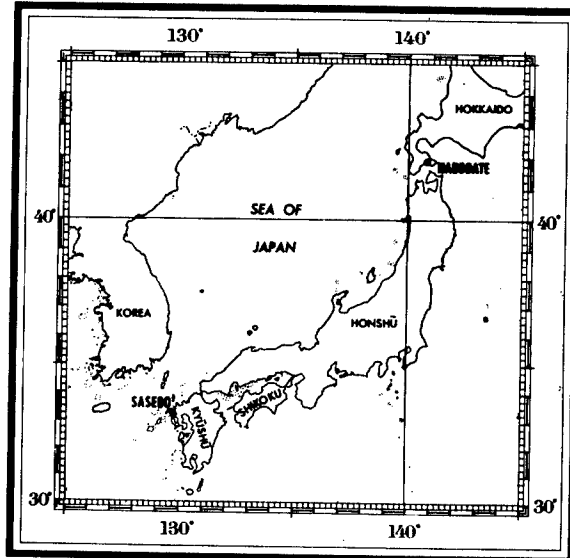 130° 140°
HOKKAIDO
HAKODATE
40° 40°
SEA OF
JAPAN
KOREA
HONSHŪ
SASEBO
KYŪSHŪ
SHIKOKU
30° 30°
130° 140°